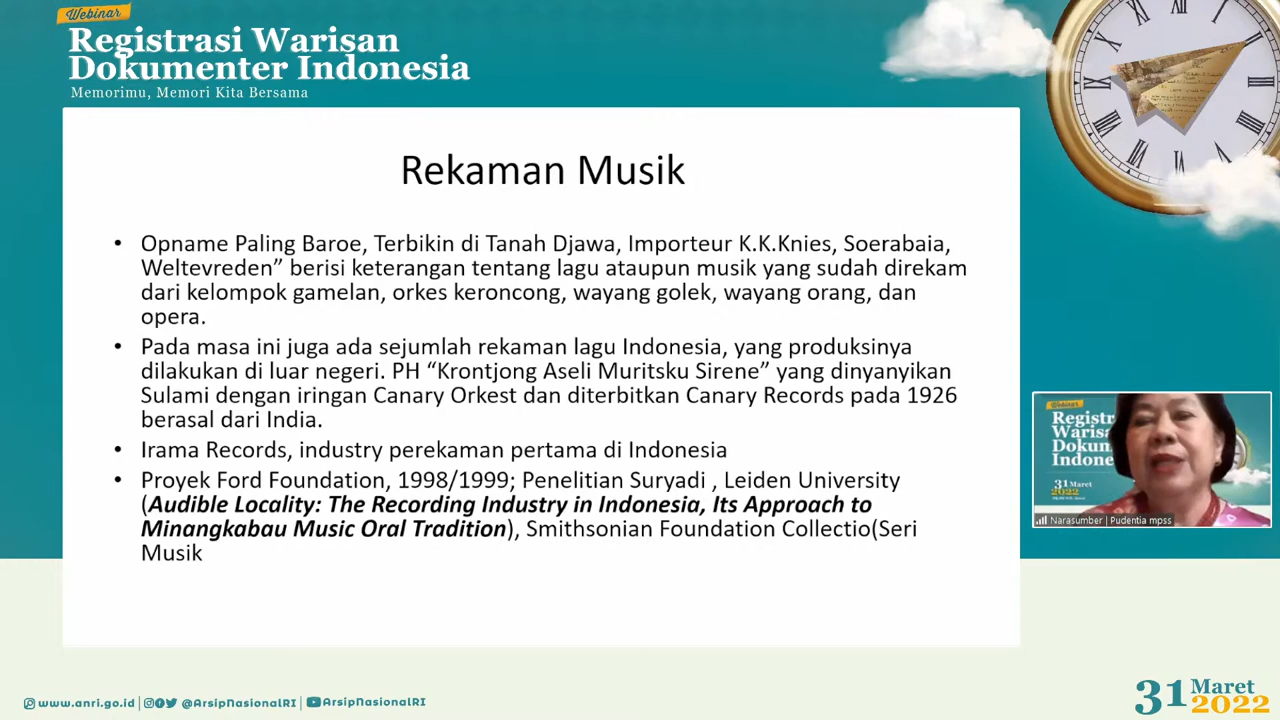 Webinar
Registrasi Warisan
Dokumenter Indonesia
Memorimu, Memori Kita Bersama
Rekaman Musik
• Opname Paling Baroe, Terbikin di Tanah Djawa, Importeur K.K.Knies, Soerabaia,
Weltevreden” berisi keterangan tentang lagu ataupun musik yang sudah direkam
dari kelompok gamelan, orkes keroncong, wayang golek, wayang orang, dan
opera.
• Pada masa ini juga ada sejumlah rekaman lagu Indonesia, yang produksinya
dilakukan di luar negeri. PH “Krontjong Aseli Muritsku Sirene” yang dinyanyikan
Sulami dengan iringan Canary Orkest dan diterbitkan Canary Records pada 1926
berasal dari India.
• Irama Records, industry perekaman pertama di Indonesia
• Proyek Ford Foundation, 1998/1999; Penelitian Suryadi , Leiden University
(Audible Locality: The Recording Industry in Indonesia, Its Approach to
Minangkabau Music Oral Tradition), Smithsonian Foundation Collectio(Seri
Musik
Webinar
Registr
Waris
Dokum
Indone
31 Maret
2022
Narasumber | Pudentia mpss
www.anri.go.id | @ArsipNasionalRI | ArsipNasionalRI
31 Maret
2022